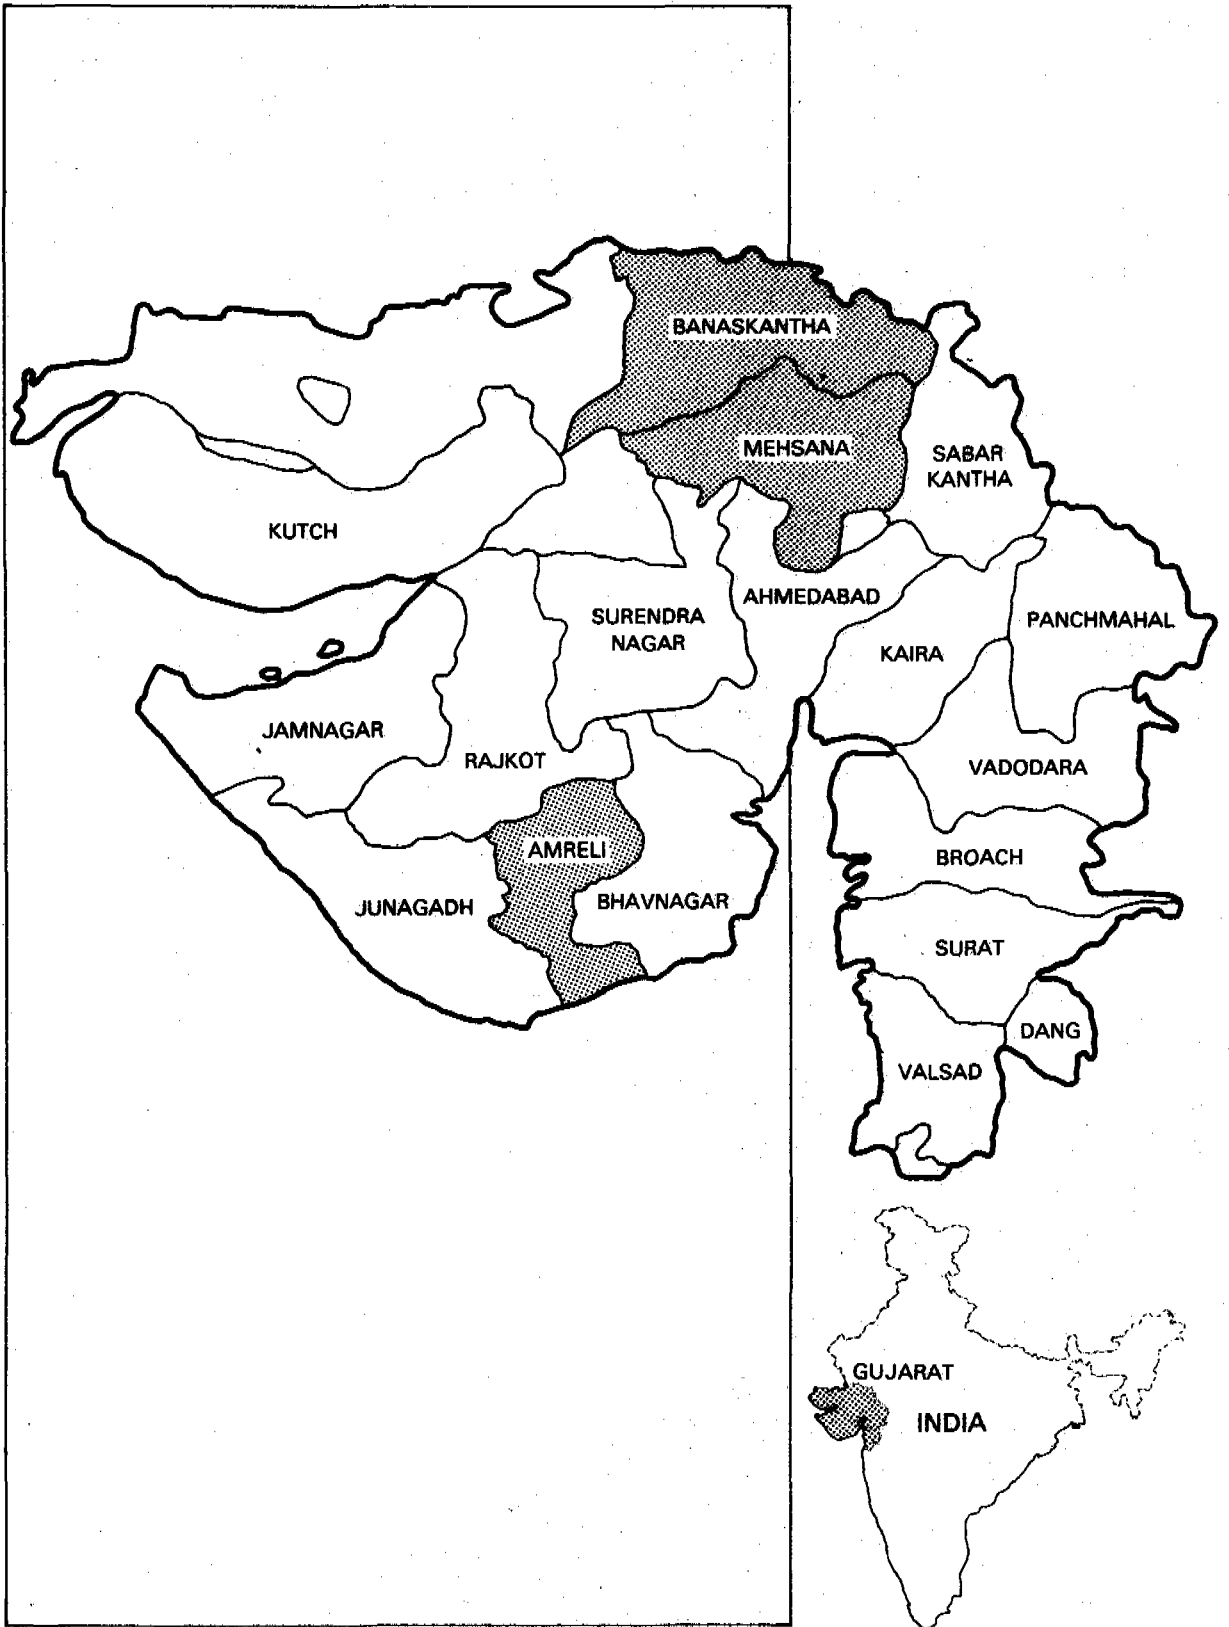 BANASKANTHA
MEHSANA
SABAR
KANTHA
KUTCH
AHMEDABAD
SURENDRA
NAGAR
PANCHMAHAL
KAIRA
JAMNAGAR
RAJKOT
VADODARA
AMRELI
BROACH
JUNAGADH
BHAVNAGAR
SURAT
DANG
VALSAD
GUJARAT
INDIA